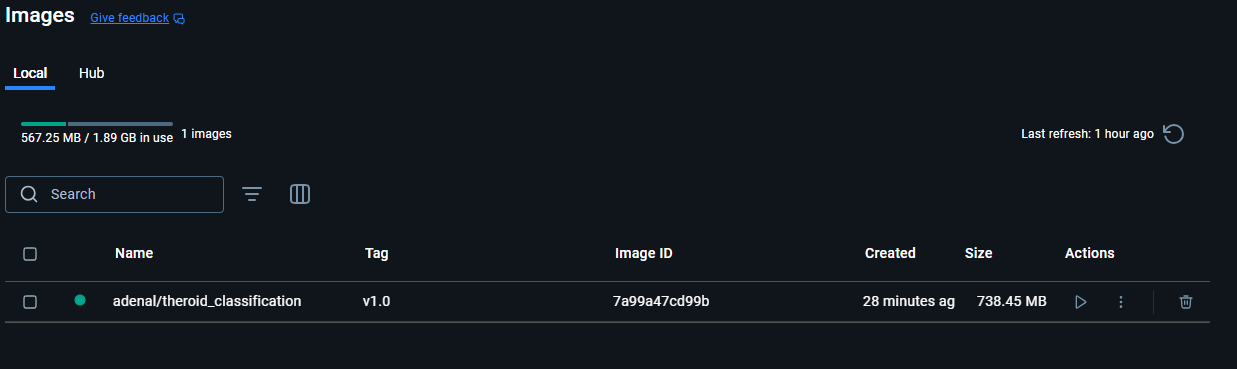 Images Give feedback
Local Hub
567.25 MB / 1.89 GB in use 1 images Last refresh: 1 hour ago
Search
Name Tag Image ID Created Size Actions
adenal/theroid_classification v1.0 7a99a47cd99b 28 minutes ag 738.45 MB